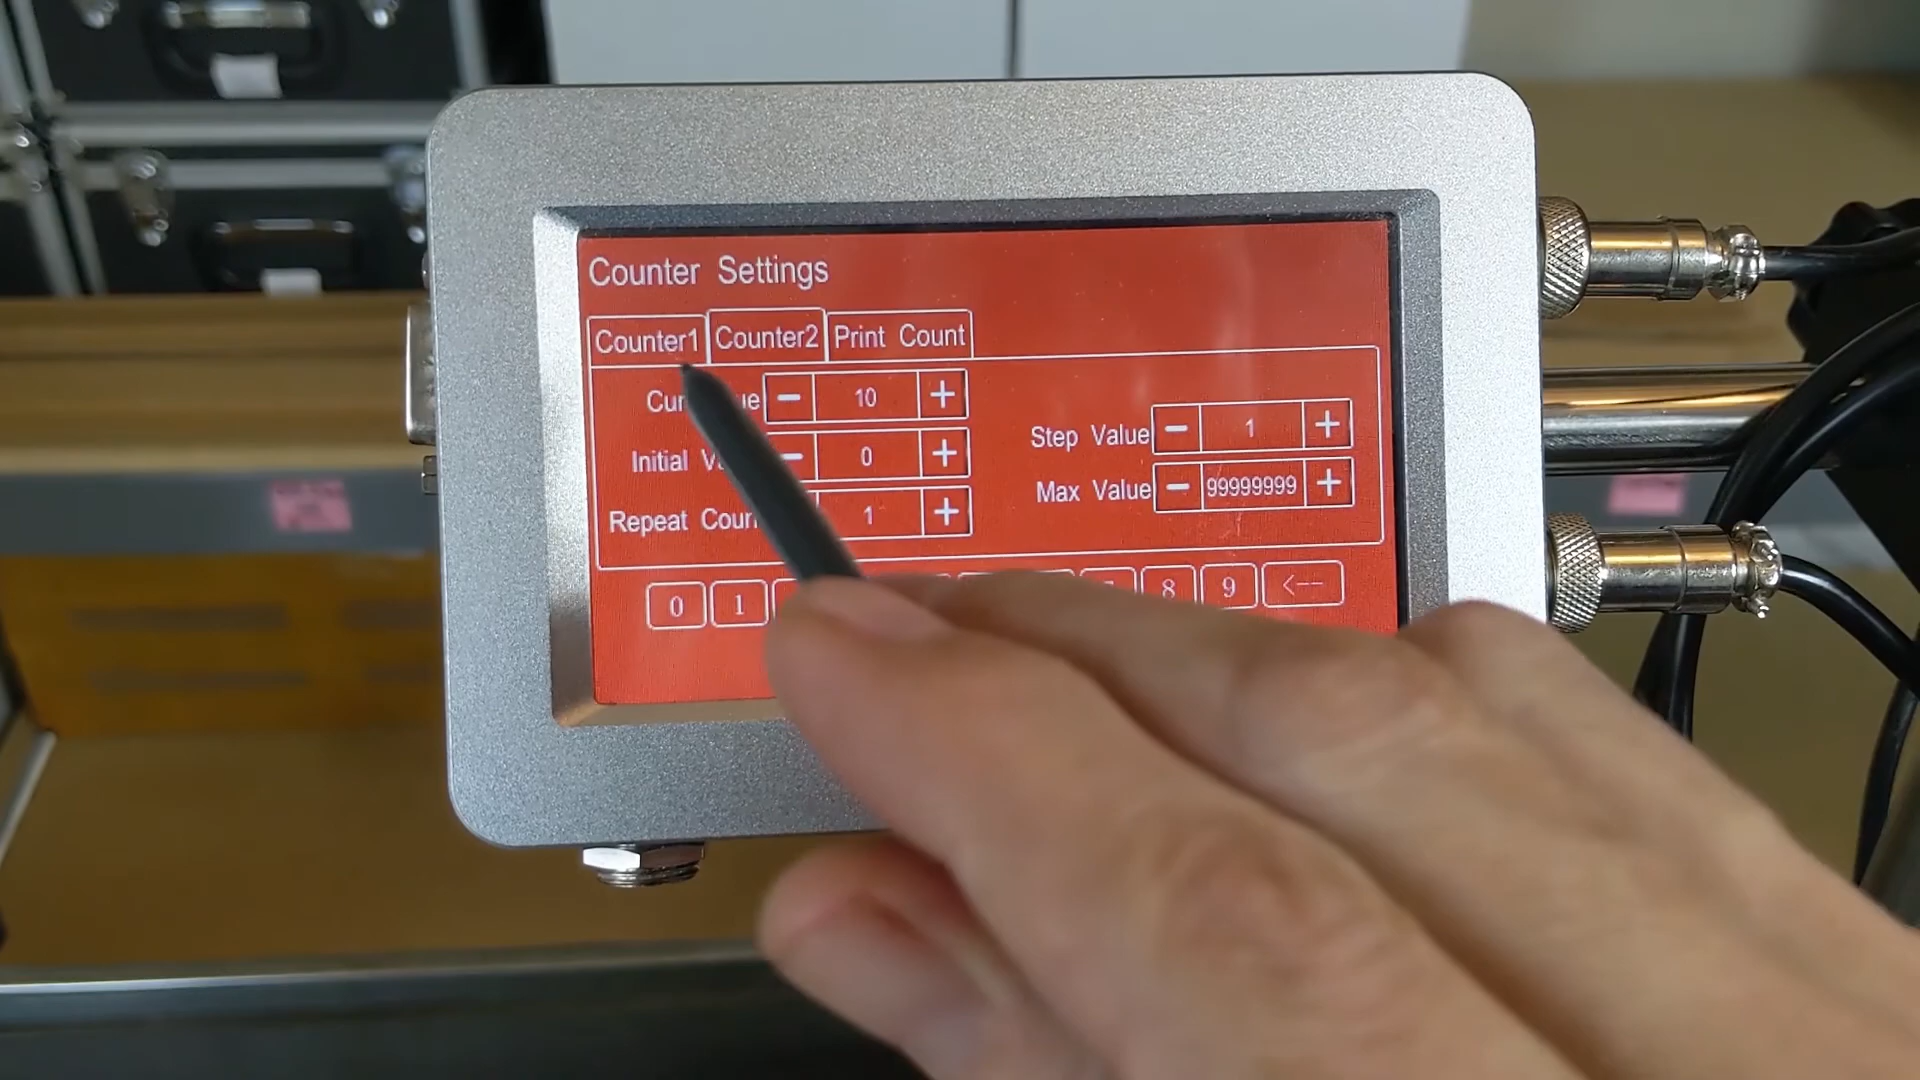 Counter Settings
Counter1 Counter2 Print Count
− 10 +
Step Value − 1 +
Initial − 0 +
Max Value − 99999999 +
Repeat 1 +
0 1 8 9 <--